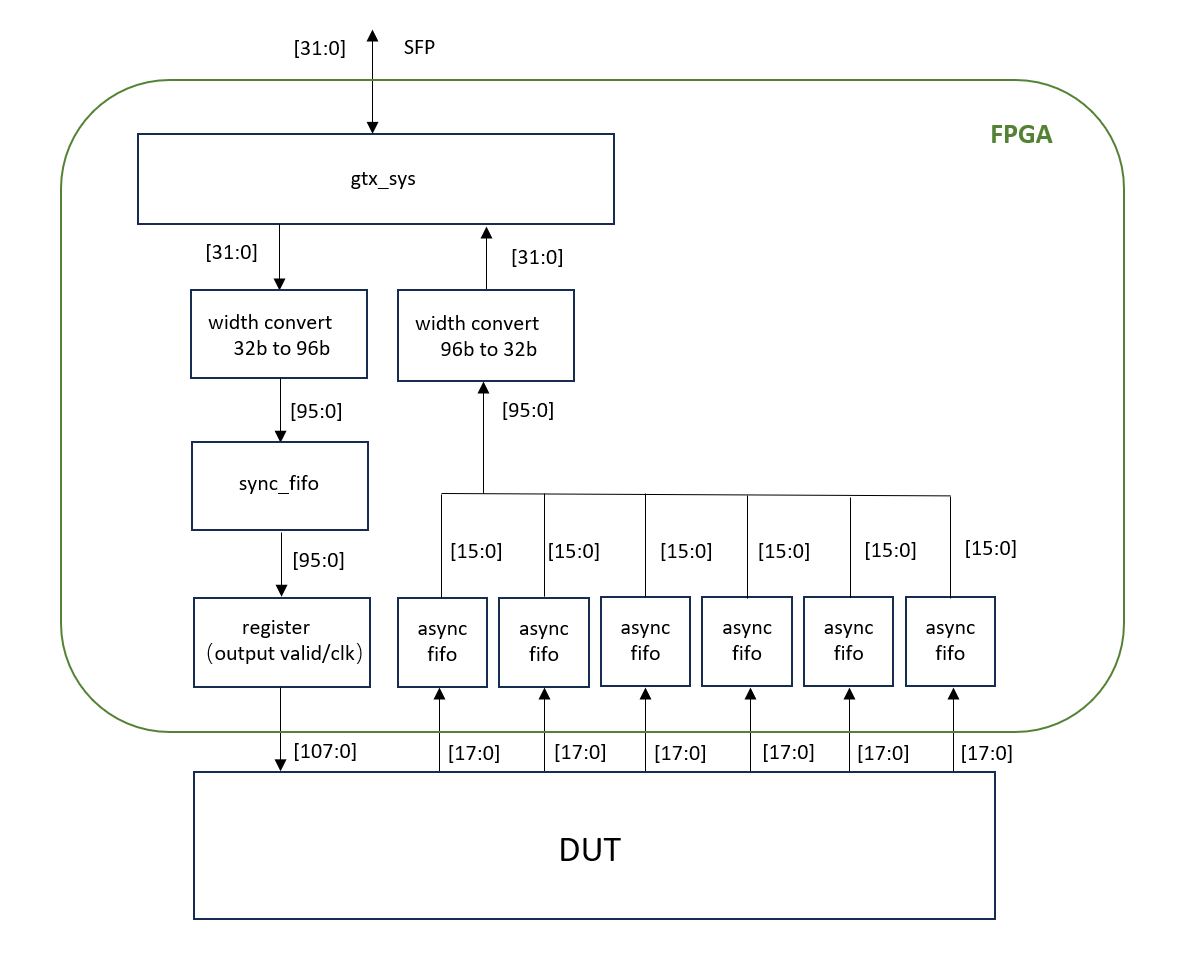 [31:0]
SFP
FPGA
gtx_sys
[31:0]
[31:0]
width convert
32b to 96b
width convert
96b to 32b
[95:0]
[95:0]
sync_fifo
[95:0]
[15:0]
[15:0]
[15:0]
[15:0]
[15:0]
[15:0]
register
（output valid/clk）
async
fifo
async
fifo
async
fifo
async
fifo
async
fifo
async
fifo
[107:0]
[17:0]
[17:0]
[17:0]
[17:0]
[17:0]
[17:0]
DUT